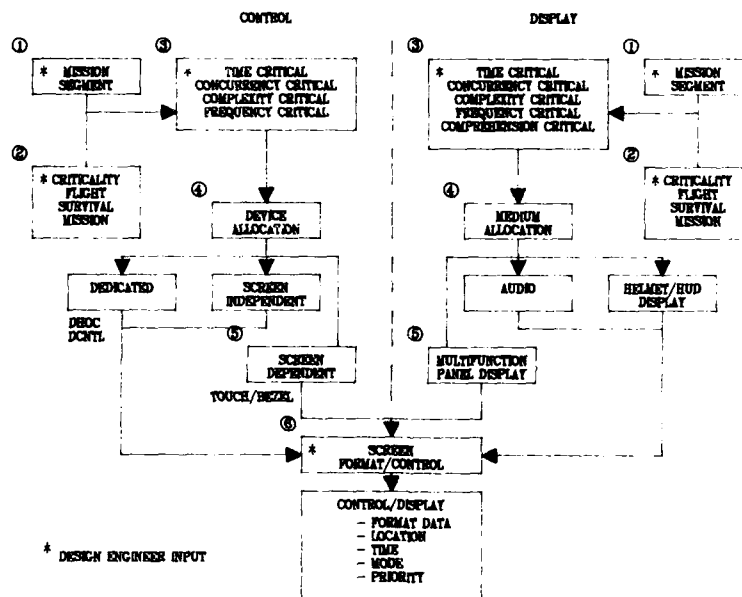 CONTROL
DISPLAY
①
* MISSION
SEGMENT
③
* TIME CRITICAL
CONCURRENCY CRITICAL
COMPLEXITY CRITICAL
FREQUENCY CRITICAL
③
* TIME CRITICAL
CONCURRENCY CRITICAL
COMPLEXITY CRITICAL
FREQUENCY CRITICAL
COMPREHENSION CRITICAL
①
* MISSION
SEGMENT
②
* CRITICALITY
FLIGHT
SURVIVAL
MISSION
②
* CRITICALITY
FLIGHT
SURVIVAL
MISSION
④
DEVICE
ALLOCATION
④
MEDIUM
ALLOCATION
DEDICATED
SCREEN
INDEPENDENT
AUDIO
HELMET/HUD
DISPLAY
DHOC
DCNTL
⑤
SCREEN
DEPENDENT
TOUCH/BEZEL
⑤
MULTIFUNCTION
PANEL DISPLAY
⑥
* SCREEN
FORMAT/CONTROL
CONTROL/DISPLAY
- FORMAT DATA
- LOCATION
- TIME
- MODE
- PRIORITY
* DESIGN ENGINEER INPUT